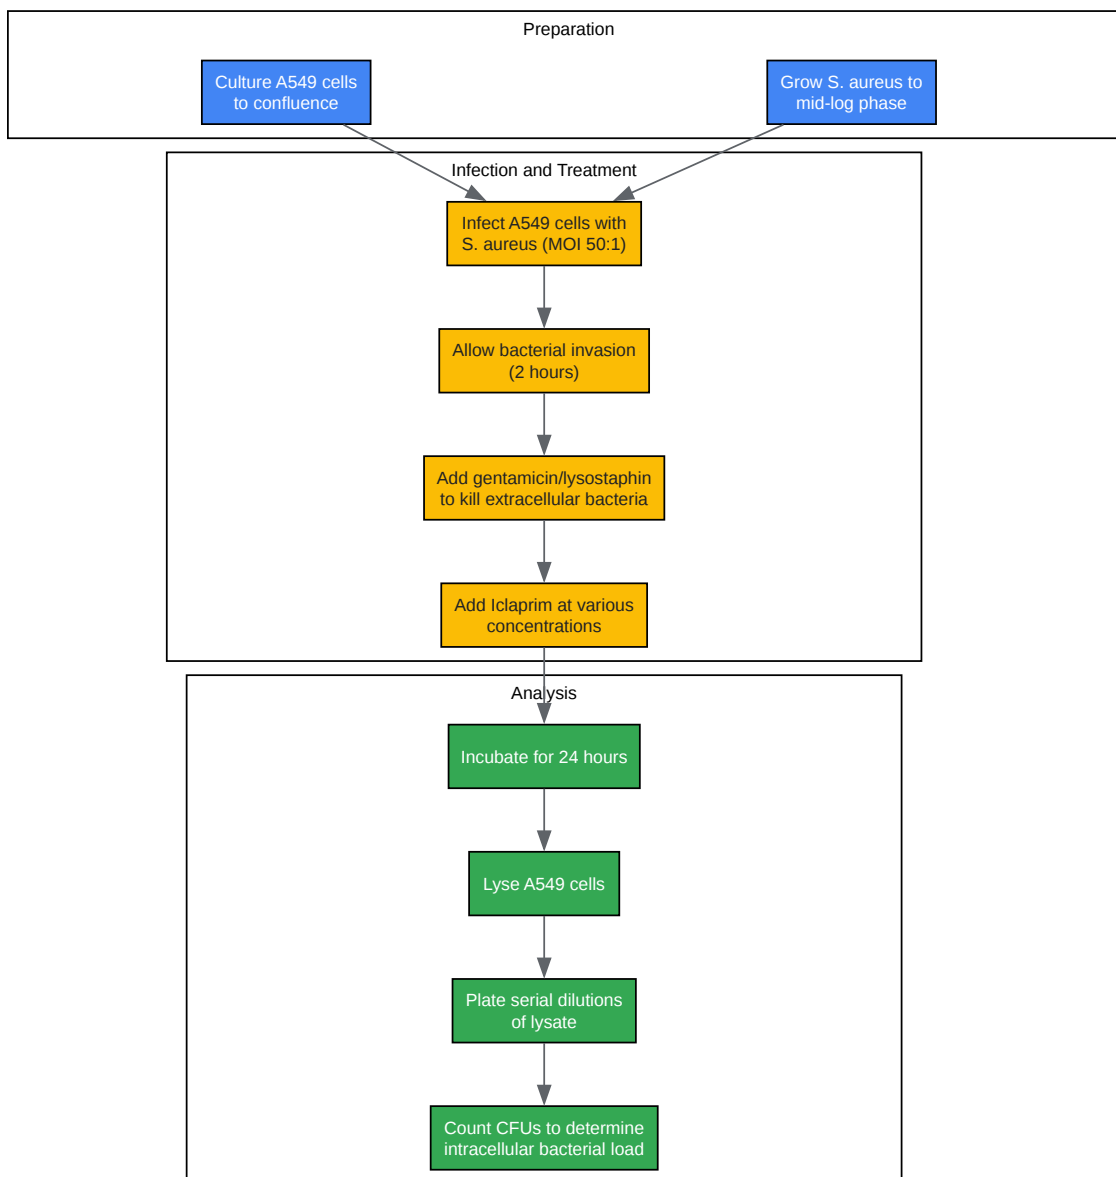 Preparation
Culture A549 cells
to confluence
Grow S. aureus to
mid-log phase
Infection and Treatment
Infect A549 cells with
S. aureus (MOI 50:1)
Allow bacterial invasion
(2 hours)
Add gentamicin/lysostaphin
to kill extracellular bacteria
Add Iclaprim at various
concentrations
Analysis
Incubate for 24 hours
Lyse A549 cells
Plate serial dilutions
of lysate
Count CFUs to determine
intracellular bacterial load